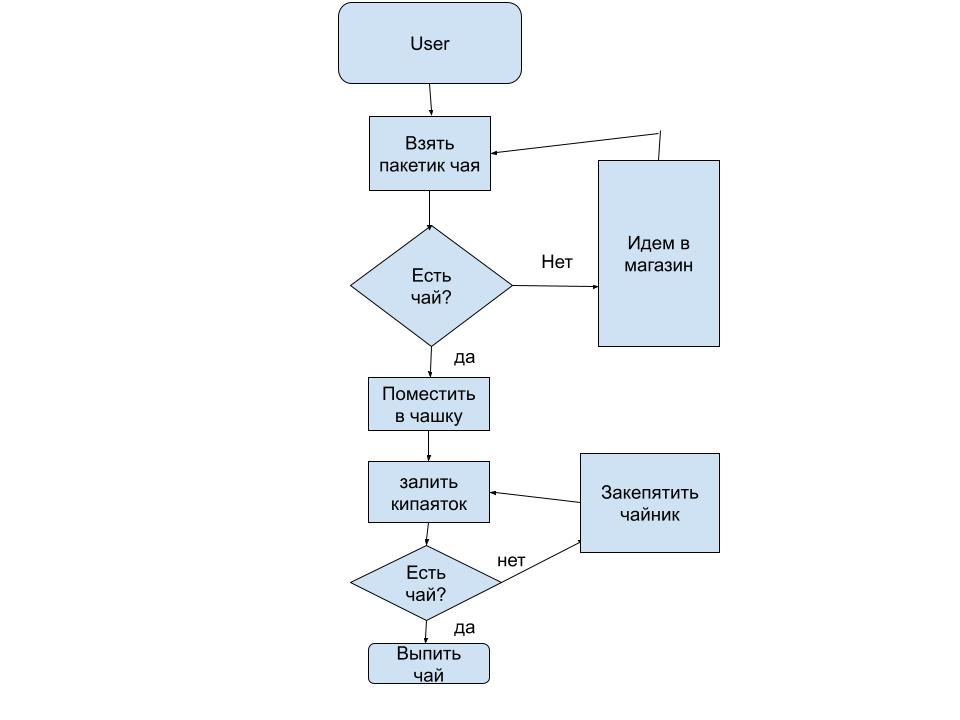 User
Взять
пакетик чая
Идем в
магазин
Есть
чай?
Нет
да
Поместить
в чашку
залить
кипаяток
Закепятить
чайник
нет
Есть
чай?
да
Выпить
чай